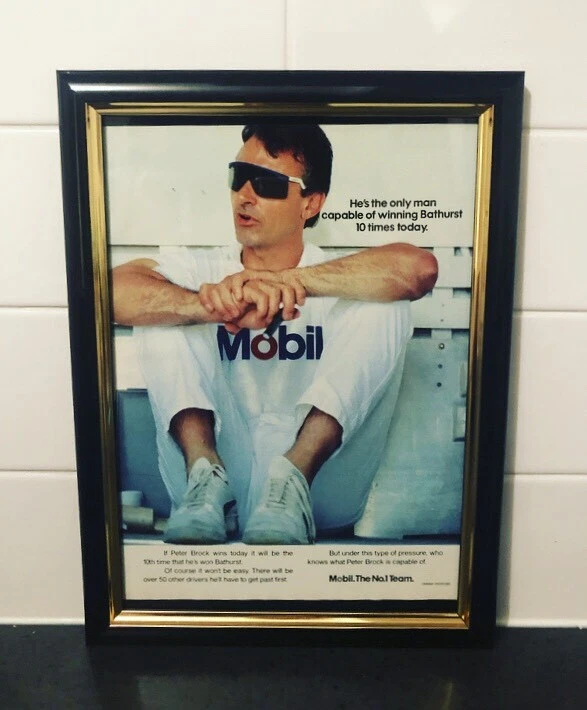 He's the only man
capable of winning Bathurst
10 times today.
Mobil
If Peter Brock wins today it will be the
10th time that he's won Bathurst.
Of course it won't be easy. There will be
over 50 other drivers he'll have to get past first.
But under this type of pressure, who
knows what Peter Brock is capable of.
Mobil. The No.1 Team.